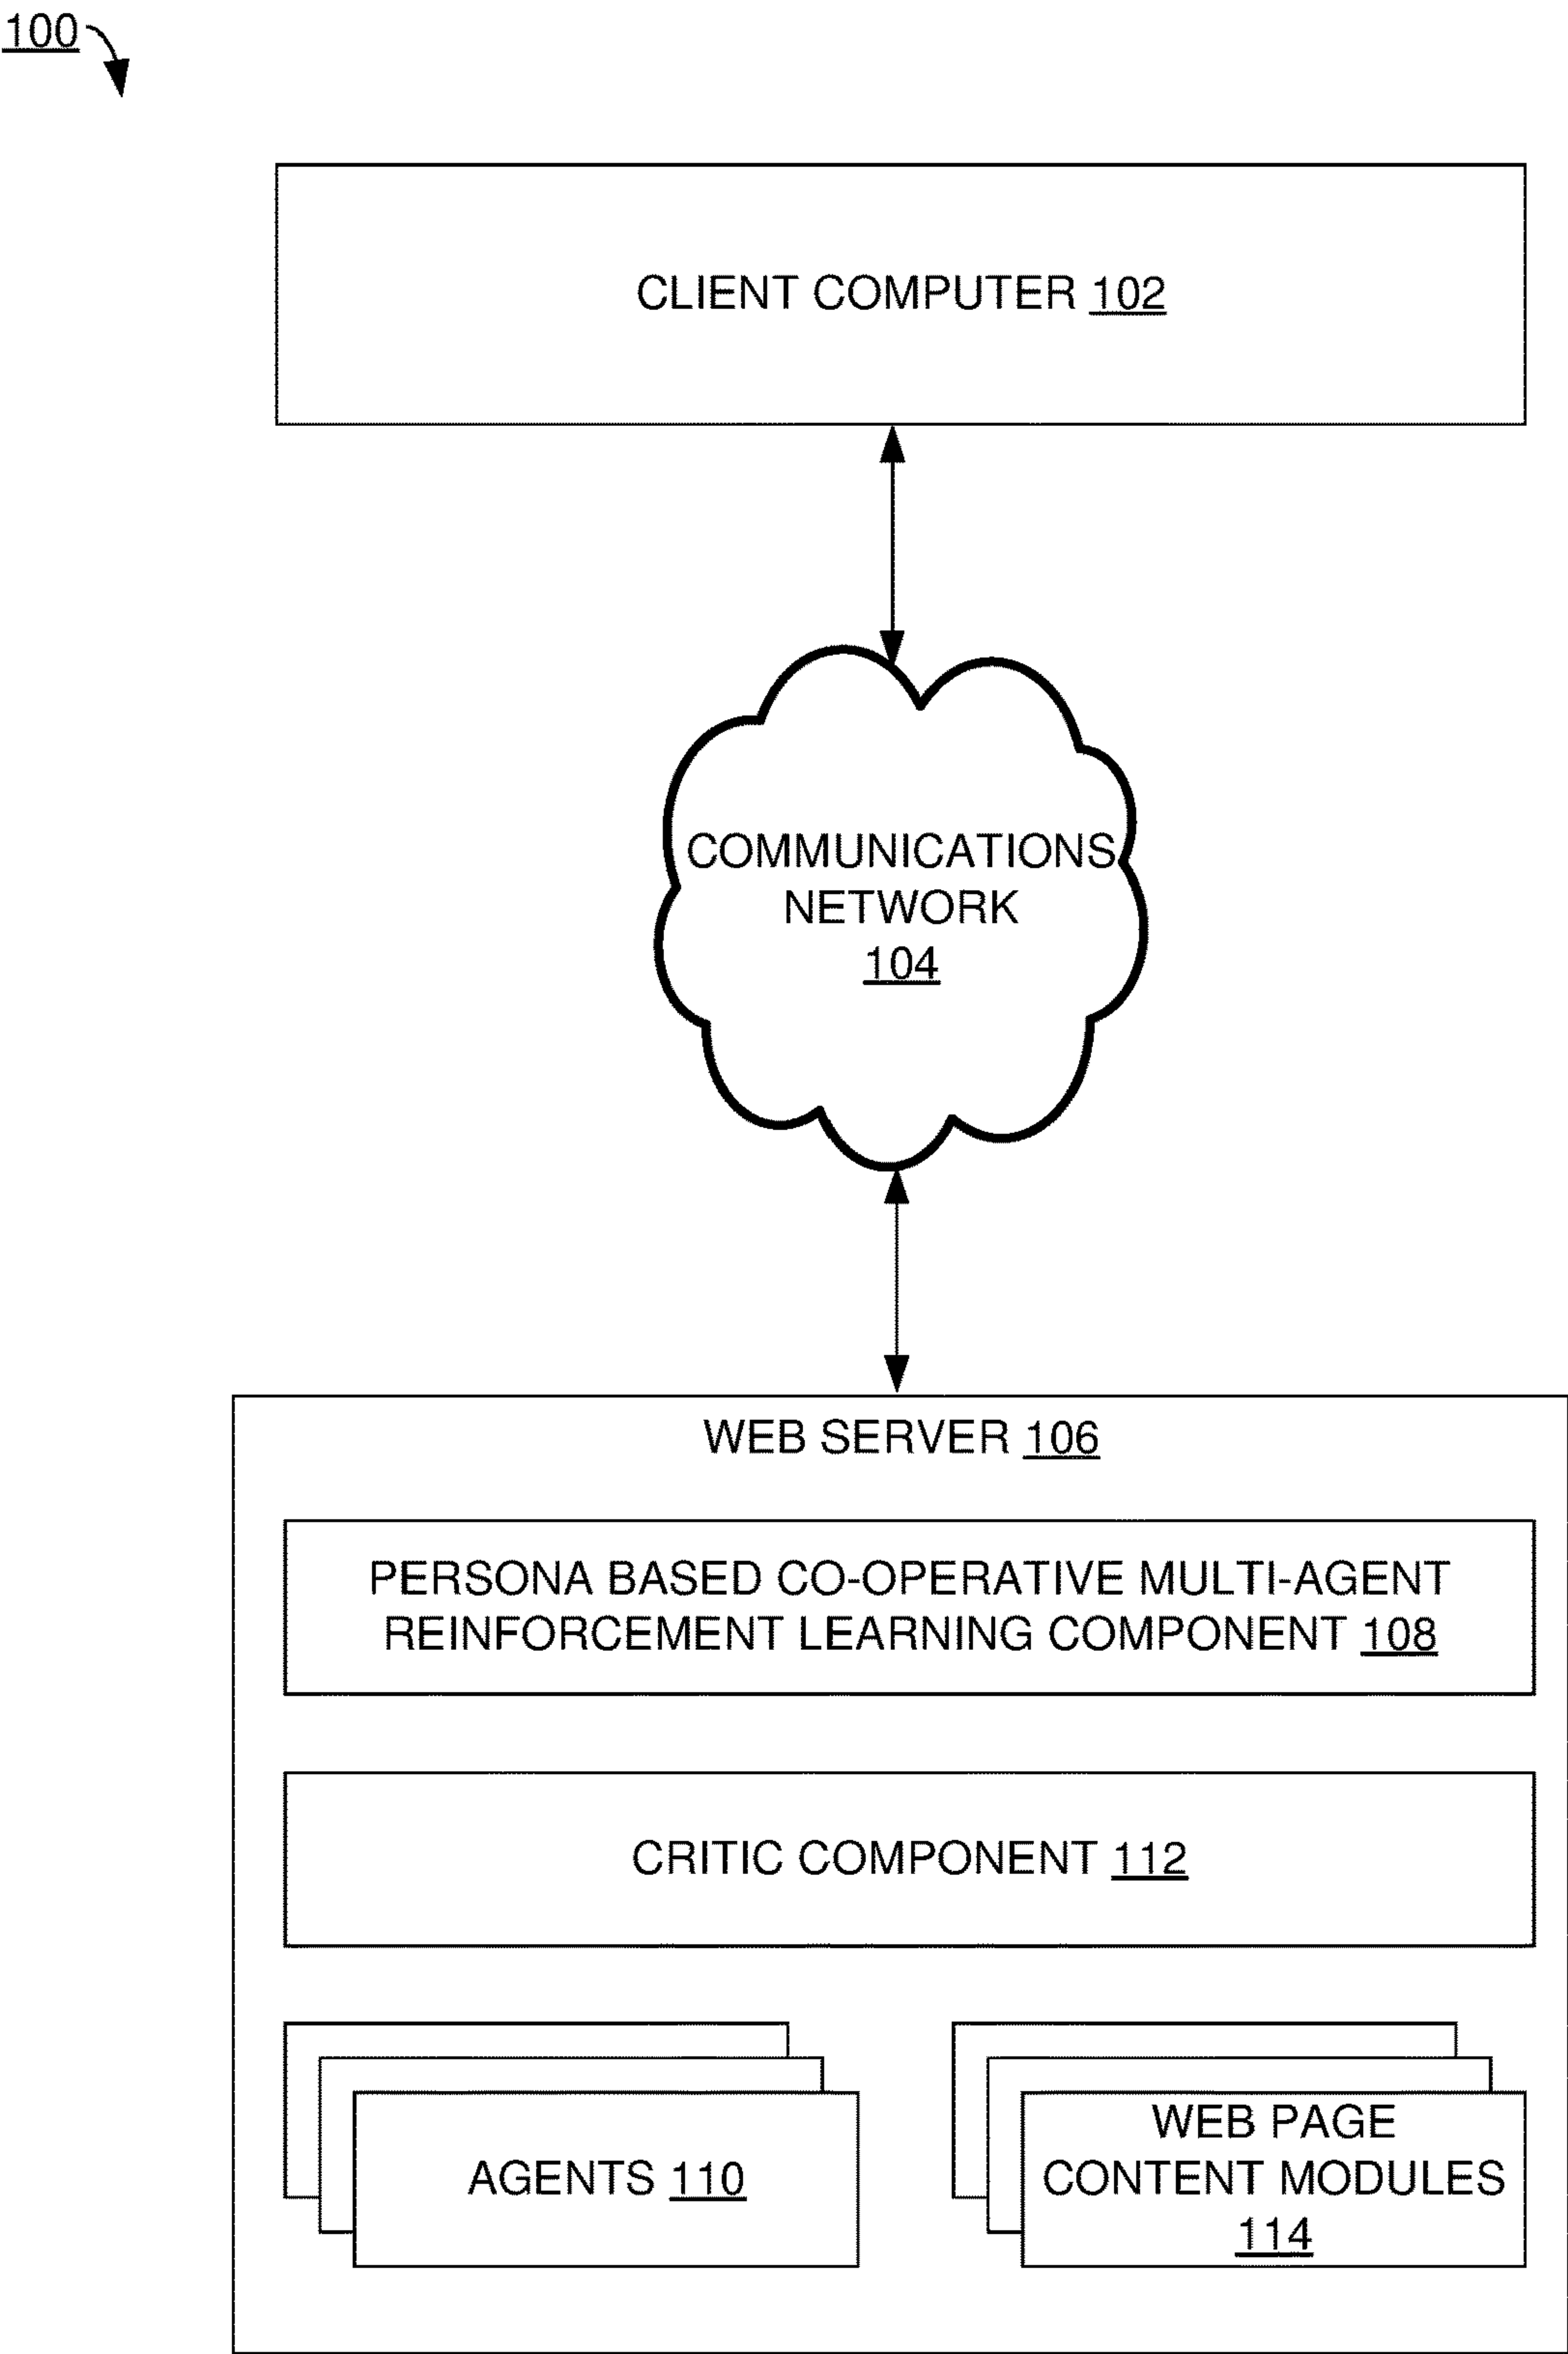 100
CLIENT COMPUTER 102
COMMUNICATIONS
NETWORK
104
WEB SERVER 106
PERSONA BASED CO-OPERATIVE MULTI-AGENT
REINFORCEMENT LEARNING COMPONENT 108
CRITIC COMPONENT 112
AGENTS 110
WEB PAGE
CONTENT MODULES
114